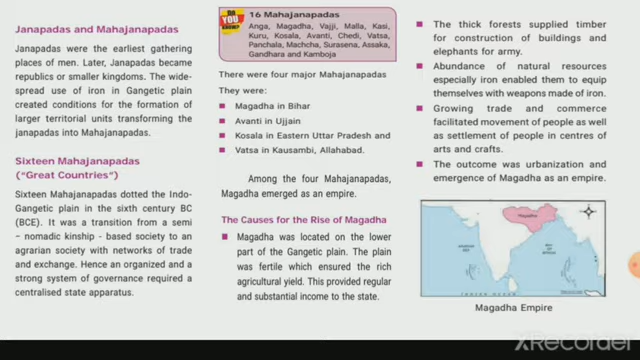 Janapadas and Mahajanapadas
Janapadas were the earliest gathering
places of men. Later, Janapadas became
republics or smaller kingdoms. The wide-
spread use of iron in Gangetic plain
created conditions for the formation of
larger territorial units transforming the
janapadas into Mahajanapadas.
Sixteen Mahajanapadas
("Great Countries")
Sixteen Mahajanapadas dotted the Indo-
Gangetic plain in the sixth century BC
(BCE). It was a transition from a semi
– nomadic kinship- based society to an
agrarian society with networks of trade
and exchange. Hence an organized and a
strong system of governance required a
centralised state apparatus.
DO YOU KNOW?
16 Mahajanapadas
Anga, Magadha, Vajji, Malla, Kasi,
Kuru, Kosala, Avanti, Chedi, Vatsa,
Panchala, Machcha, Surasena, Assaka,
Gandhara and Kamboja
There were four major Mahajanapadas
They were:
Magadha in Bihar
Avanti in Ujjain
Kosala in Eastern Uttar Pradesh and
Vatsa in Kausambi, Allahabad.
Among the four Mahajanapadas,
Magadha emerged as an empire.
The Causes for the Rise of Magadha
Magadha was located on the lower
part of the Gangetic plain. The plain
was fertile which ensured the rich
agricultural yield. This provided regular
and substantial income to the state.
The thick forests supplied timber
for construction of buildings and
elephants for army.
Abundance of natural resources
especially iron enabled them to equip
themselves with weapons made of iron.
Growing trade and commerce
facilitated movement of people as well
as settlement of people in centres of
arts and crafts.
The outcome was urbanization and
emergence of Magadha as an empire.
Magadha
INDIAN OCEAN
Magadha Empire
XRecorder